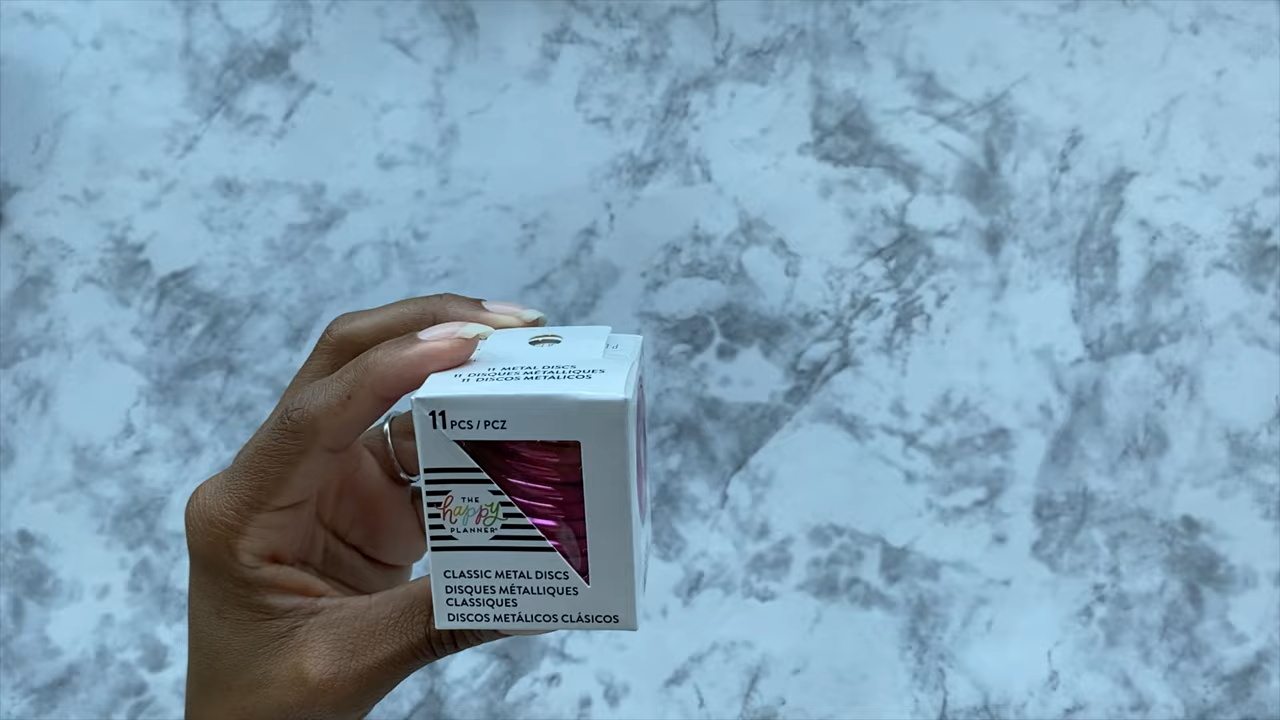 11 METAL DISCS
11 DISQUES MÉTALLIQUES
11 DISCOS METÁLICOS
11 PCS / PCZ
THE
happy
PLANNER
CLASSIC METAL DISCS
DISQUES MÉTALLIQUES
CLASSIQUES
DISCOS METÁLICOS CLÁSICOS